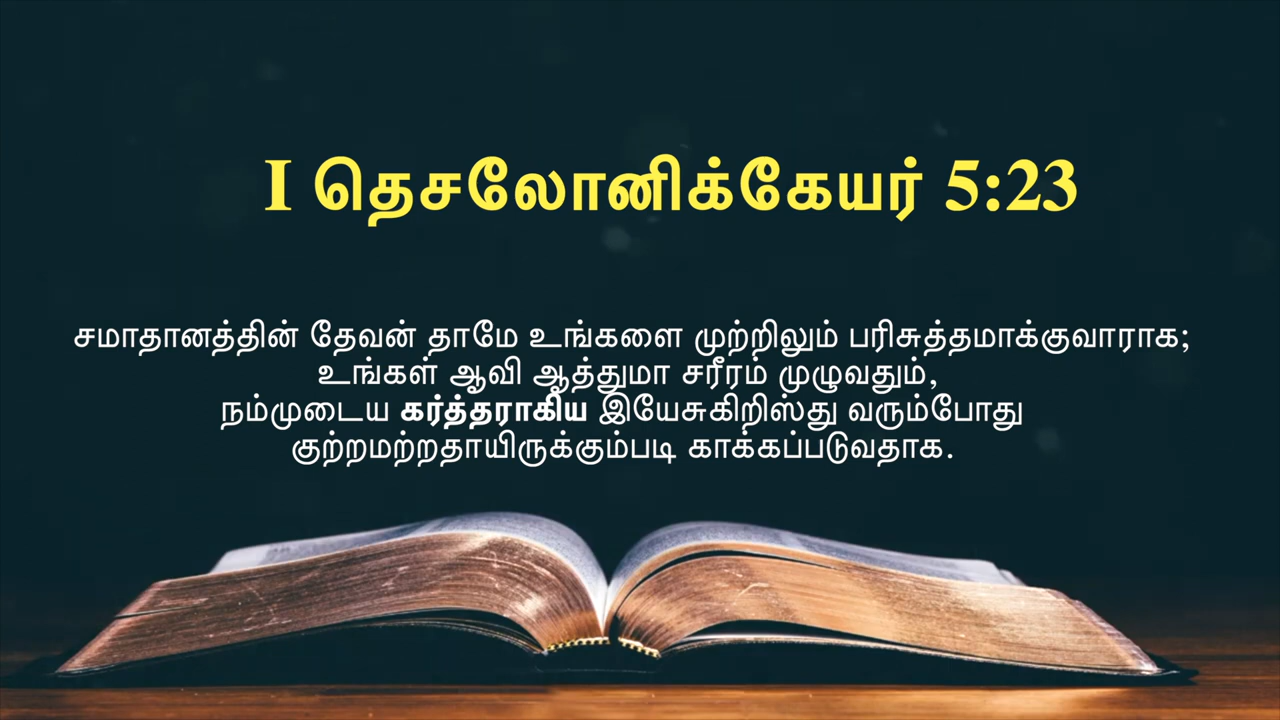 I தெசலோனிக்கேயர் 5:23
சமாதானத்தின் தேவன் தாமே உங்களை முற்றிலும் பரிசுத்தமாக்குவாராக;
உங்கள் ஆவி ஆத்துமா சரீரம் முழுவதும்,
நம்முடைய கர்த்தராகிய இயேசுகிறிஸ்து வரும்போது
குற்றமற்றதாயிருக்கும்படி காக்கப்படுவதாக.